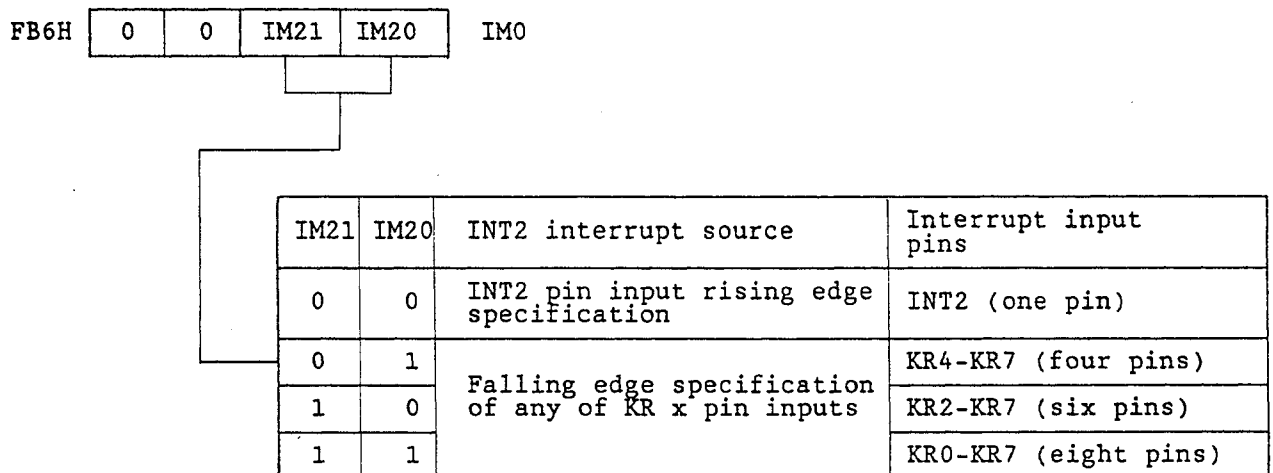 FB6H 0 0 IM21 IM20 IM0
IM21 IM20 INT2 interrupt source Interrupt input
pins
0 0 INT2 pin input rising edge
specification INT2 (one pin)
0 1 Falling edge specification
of any of KR x pin inputs KR4-KR7 (four pins)
1 0 KR2-KR7 (six pins)
1 1 KR0-KR7 (eight pins)